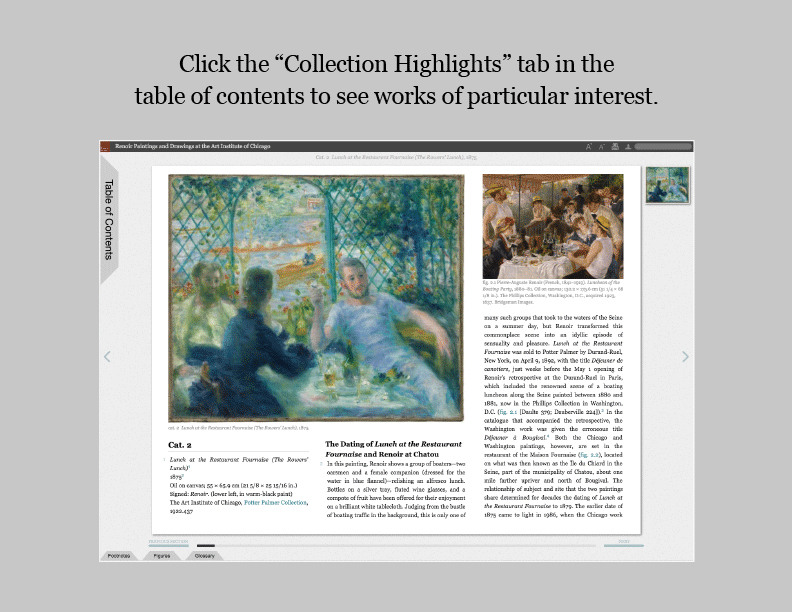 Click the “Collection Highlights” tab in the
table of contents to see works of particular interest.
Renoir Paintings and Drawings at the Art Institute of Chicago
Cat. 2 Lunch at the Restaurant Fournaise (The Rowers’ Lunch), 1875
Table of Contents
cat. 2 Lunch at the Restaurant Fournaise (The Rowers’ Lunch), 1875
Cat. 2
Lunch at the Restaurant Fournaise (The Rowers’
Lunch)¹
1875²
Oil on canvas; 55 × 65.9 cm (21 5/8 × 25 15/16 in.)
Signed: Renoir. (lower left, in warm-black paint)
The Art Institute of Chicago, Potter Palmer Collection,
1922.437
The Dating of Lunch at the Restaurant
Fournaise and Renoir at Chatou
In this painting, Renoir shows a group of boaters—two
oarsmen and a female companion (dressed for the
water in blue flannel)—relishing an alfresco lunch.
Bottles on a silver tray, fluted wine glasses, and a
compote of fruit have been offered for their enjoyment
on a brilliant white tablecloth. Judging from the bustle
of boating traffic in the background, this is only one of
fig. 2.1 Pierre-Auguste Renoir (French, 1841–1919). Luncheon of the
Boating Party, 1880–81. Oil on canvas;
The Phillips Collection, Washington, D.C., acquired 1923,
1637. Bridgeman Images.
many such groups that took to the waters of the Seine
on a summer day, but Renoir transformed this
commonplace scene into an idyllic episode of
sensuality and pleasure. Lunch at the Restaurant
Fournaise was sold to Potter Palmer by Durand-Ruel,
New York, on April 9, 1892, with the title Déjeuner de
canotiers, just weeks before the May 1 opening of
Renoir’s retrospective at the Durand-Ruel in Paris,
which included the renowned scene of a boating
luncheon along the Seine painted between 1880 and
1881, now in the Phillips Collection in Washington,
D.C. (fig. 2.1 [Daulte 379; Dauberville 224]).³ In the
catalogue that accompanied the retrospective, the
Washington work was given the erroneous title
Déjeuner à Bougival.⁴ Both the Chicago and
Washington paintings, however, are set in the
restaurant of the Maison Fournaise (fig. 2.2), located
on what was then known as the Île du Chiard in the
Seine, part of the municipality of Chatou, about one
mile farther upriver and north of Bougival. The
relationship of subject and site that the two paintings
share determined for decades the dating of Lunch at
the Restaurant Fournaise to 1879. The earlier date of
1875 came to light in 1986, when the Chicago work
Footnotes
Figures
Glossary